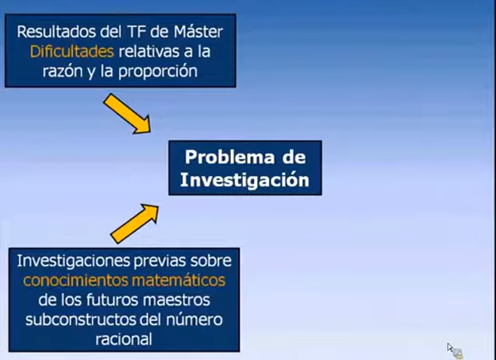 Resultados del TF de Máster
Dificultades relativas a la
razón y la proporción
Problema de
Investigación
Investigaciones previas sobre
conocimientos matemáticos
de los futuros maestros
subconstructos del número
racional